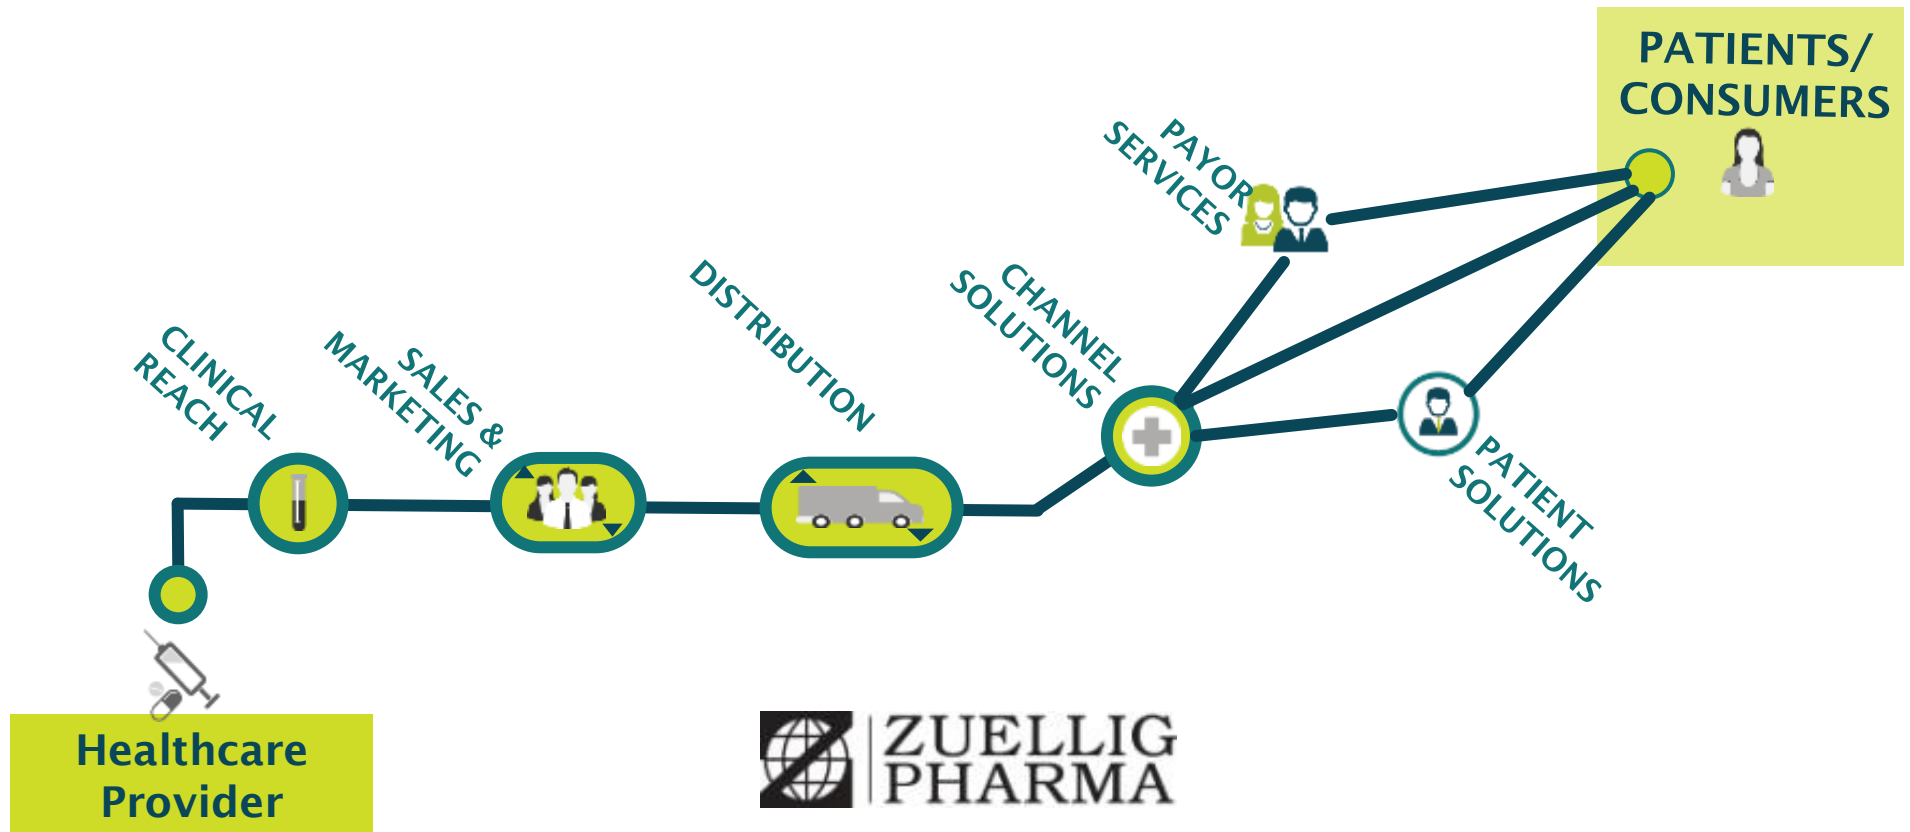 PATIENTS/
CONSUMERS
PAYOR
SERVICES
CHANNEL
SOLUTIONS
DISTRIBUTION
SALES &
MARKETING
CLINICAL
REACH
PATIENT
SOLUTIONS
Healthcare
Provider
ZUELLIG
PHARMA